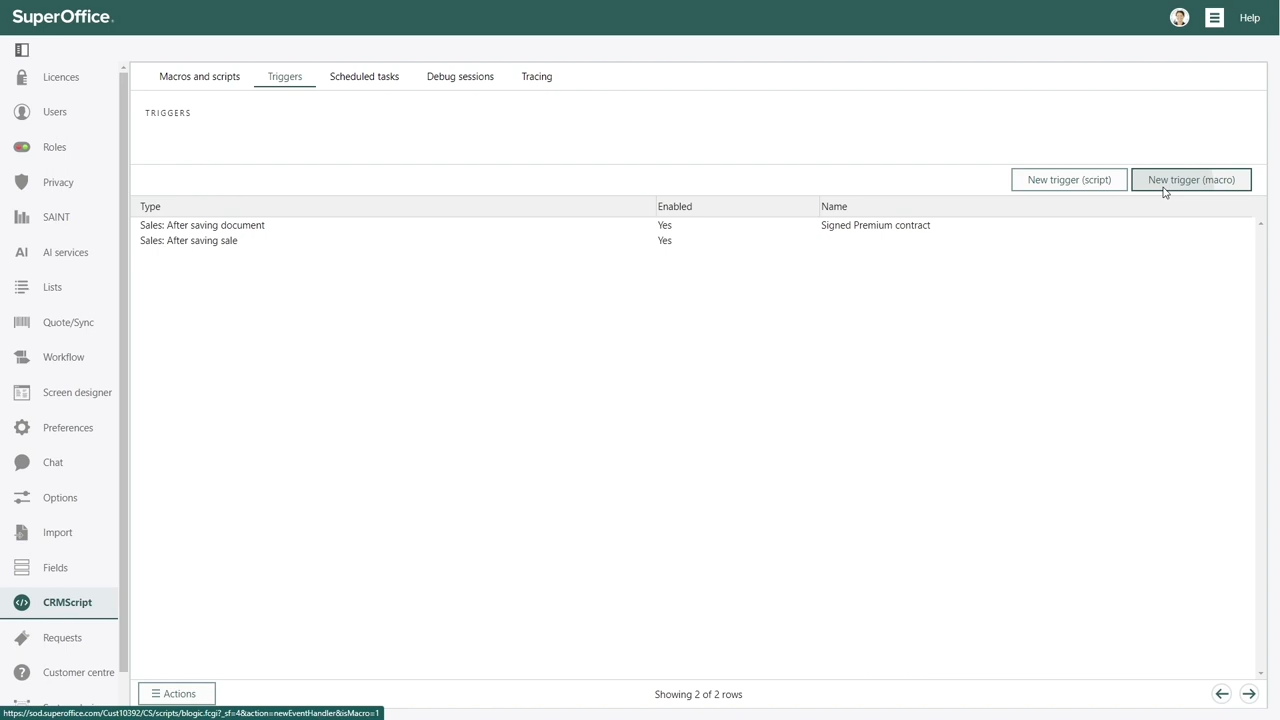 SuperOffice.
Help
Licences
Users
Roles
Privacy
SAINT
AI AI services
Lists
Quote/Sync
Workflow
Screen designer
Preferences
Chat
Options
Import
Fields
CRMScript
Requests
? Customer centre
Macros and scripts Triggers Scheduled tasks Debug sessions Tracing
TRIGGERS
New trigger (script) New trigger (macro)
Type Enabled Name
Sales: After saving document Yes Signed Premium contract
Sales: After saving sale Yes
Actions Showing 2 of 2 rows
https://sod.superoffice.com/Cust10392/CS/scripts/blogic.fcgi?_sf=4&action=newEventHandler&isMacro=1